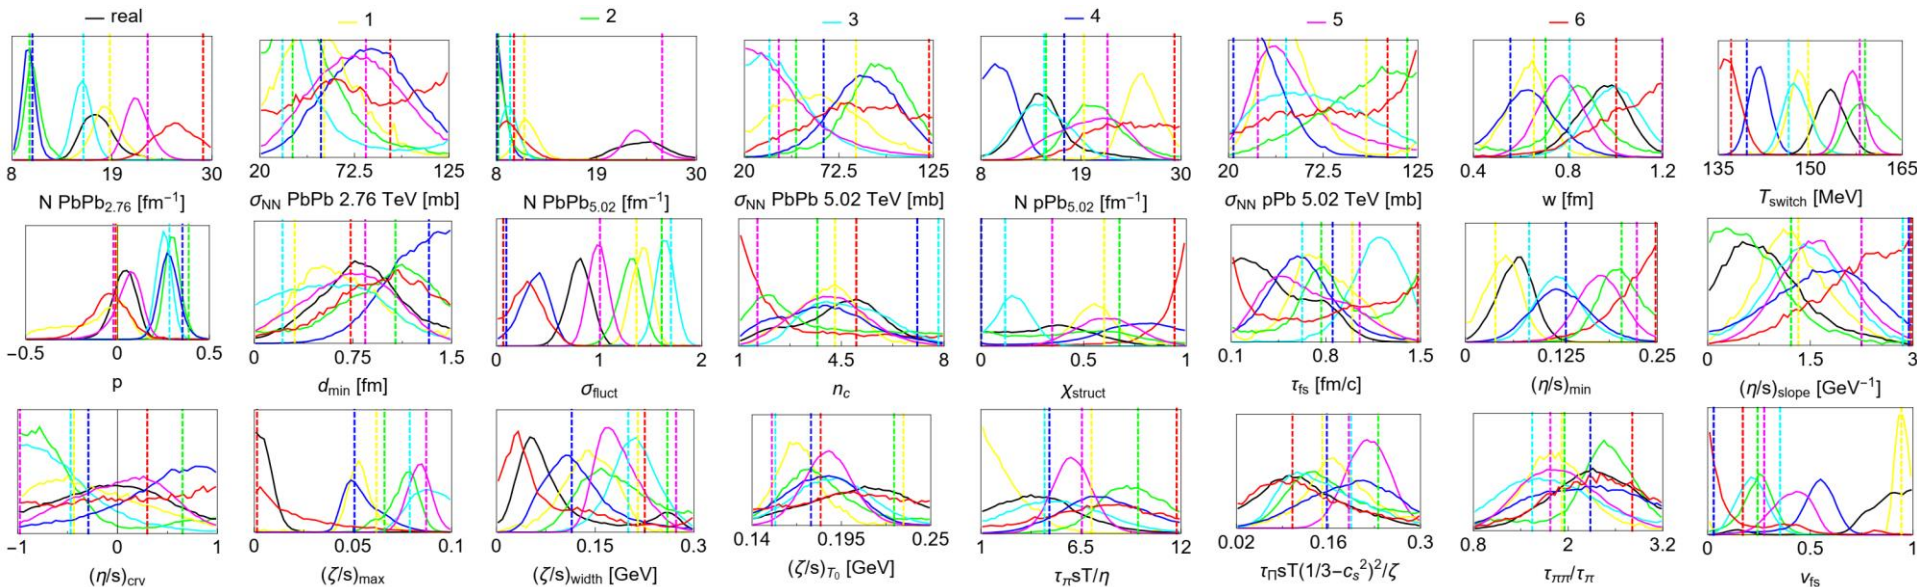 real 1 2 3 4 5 6
8 19 30 20 72.5 125 8 19 30 20 72.5 125 8 19 30 20 72.5 125 0.4 0.8 1.2 135 150 165
N PbPb₂.₇₆ [fm⁻¹] σNN PbPb 2.76 TeV [mb] N PbPb₅.₀₂ [fm⁻¹] σNN PbPb 5.02 TeV [mb] N pPb₅.₀₂ [fm⁻¹] σNN pPb 5.02 TeV [mb] w [fm] Tswitch [MeV]
−0.5 0 0.5 0 0.75 1.5 0 1 2 1 4.5 8 0 0.5 1 0.1 0.8 1.5 0 0.125 0.25 0 1.5 3
p dmin [fm] σfluct nc χstruct τfs [fm/c] (η/s)min (η/s)slope [GeV⁻¹]
−1 0 1 0 0.05 0.1 0 0.15 0.3 0.14 0.195 0.25 1 6.5 12 0.02 0.16 0.3 0.8 2 3.2 0 0.5 1
(η/s)crv (ζ/s)max (ζ/s)width [GeV] (ζ/s)T₀ [GeV] τπsT/η τΠsT(1/3−cs²)²/ζ τππ/τπ vfs